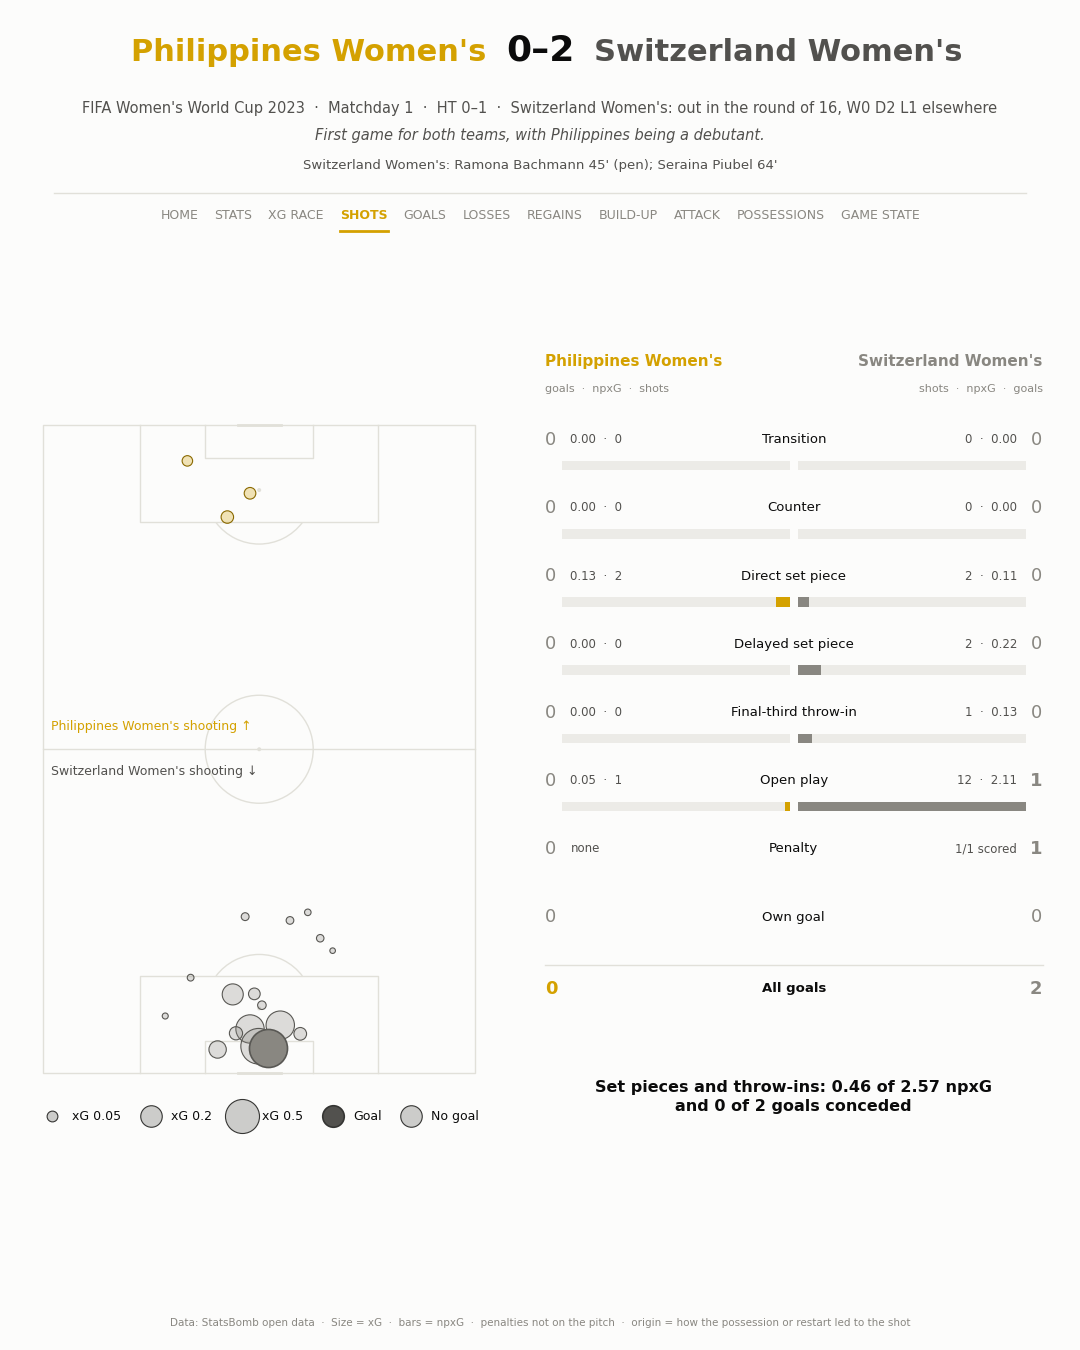 Philippines Women's 0–2 Switzerland Women's
FIFA Women's World Cup 2023 · Matchday 1 · HT 0–1 · Switzerland Women's: out in the round of 16, W0 D2 L1 elsewhere
First game for both teams, with Philippines being a debutant.
Switzerland Women's: Ramona Bachmann 45' (pen); Seraina Piubel 64'
HOME STATS XG RACE SHOTS GOALS LOSSES REGAINS BUILD-UP ATTACK POSSESSIONS GAME STATE
Philippines Women's Switzerland Women's
goals · npxG · shots shots · npxG · goals
0 0.00 · 0 Transition 0 · 0.00 0
0 0.00 · 0 Counter 0 · 0.00 0
0 0.13 · 2 Direct set piece 2 · 0.11 0
0 0.00 · 0 Delayed set piece 2 · 0.22 0
0 0.00 · 0 Final-third throw-in 1 · 0.13 0
0 0.05 · 1 Open play 12 · 2.11 1
0 none Penalty 1/1 scored 1
0 Own goal 0
0 All goals 2
Set pieces and throw-ins: 0.46 of 2.57 npxG
and 0 of 2 goals conceded
Philippines Women's shooting ↑
Switzerland Women's shooting ↓
xG 0.05 xG 0.2 xG 0.5 Goal No goal
Data: StatsBomb open data · Size = xG · bars = npxG · penalties not on the pitch · origin = how the possession or restart led to the shot